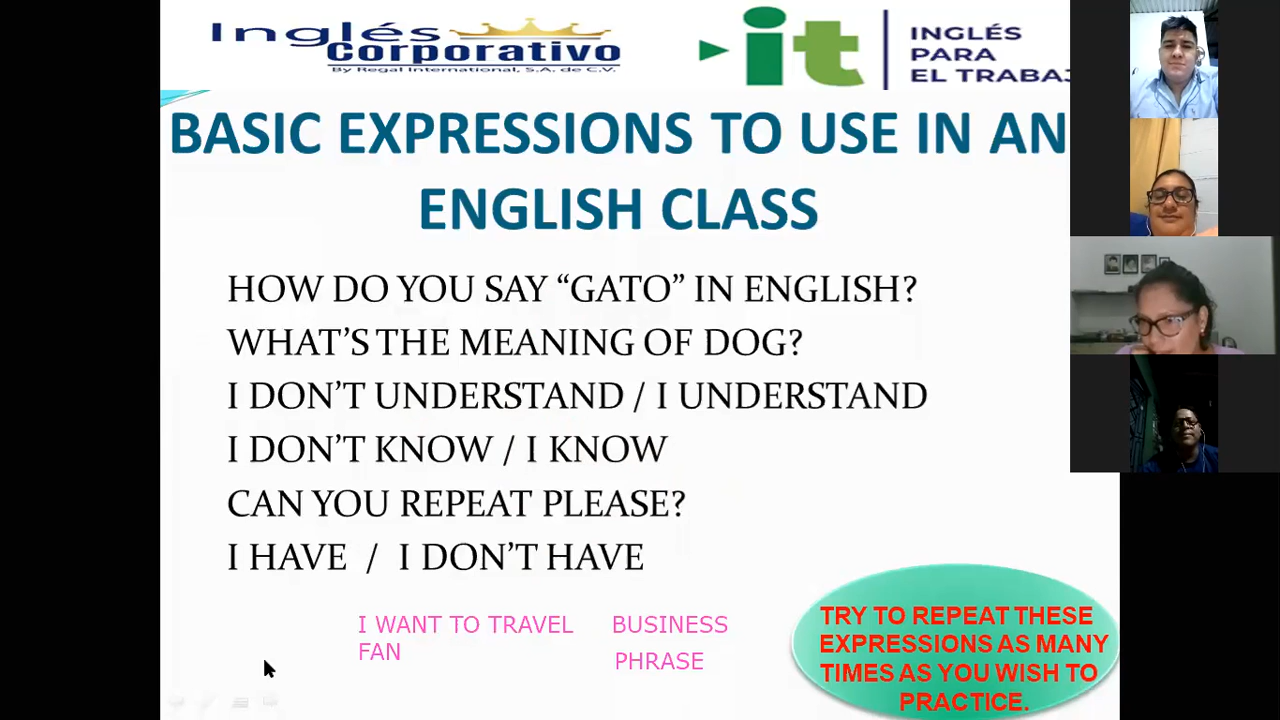 Inglés
Corporativo
By Regal International, S.A. de C.V.
it
INGLÉS
PARA
EL TRABAJ
BASIC EXPRESSIONS TO USE IN AN
ENGLISH CLASS
HOW DO YOU SAY “GATO” IN ENGLISH?
WHAT’S THE MEANING OF DOG?
I DON’T UNDERSTAND / I UNDERSTAND
I DON’T KNOW / I KNOW
CAN YOU REPEAT PLEASE?
I HAVE / I DON’T HAVE
I WANT TO TRAVEL
FAN
BUSINESS
PHRASE
TRY TO REPEAT THESE
EXPRESSIONS AS MANY
TIMES AS YOU WISH TO
PRACTICE.